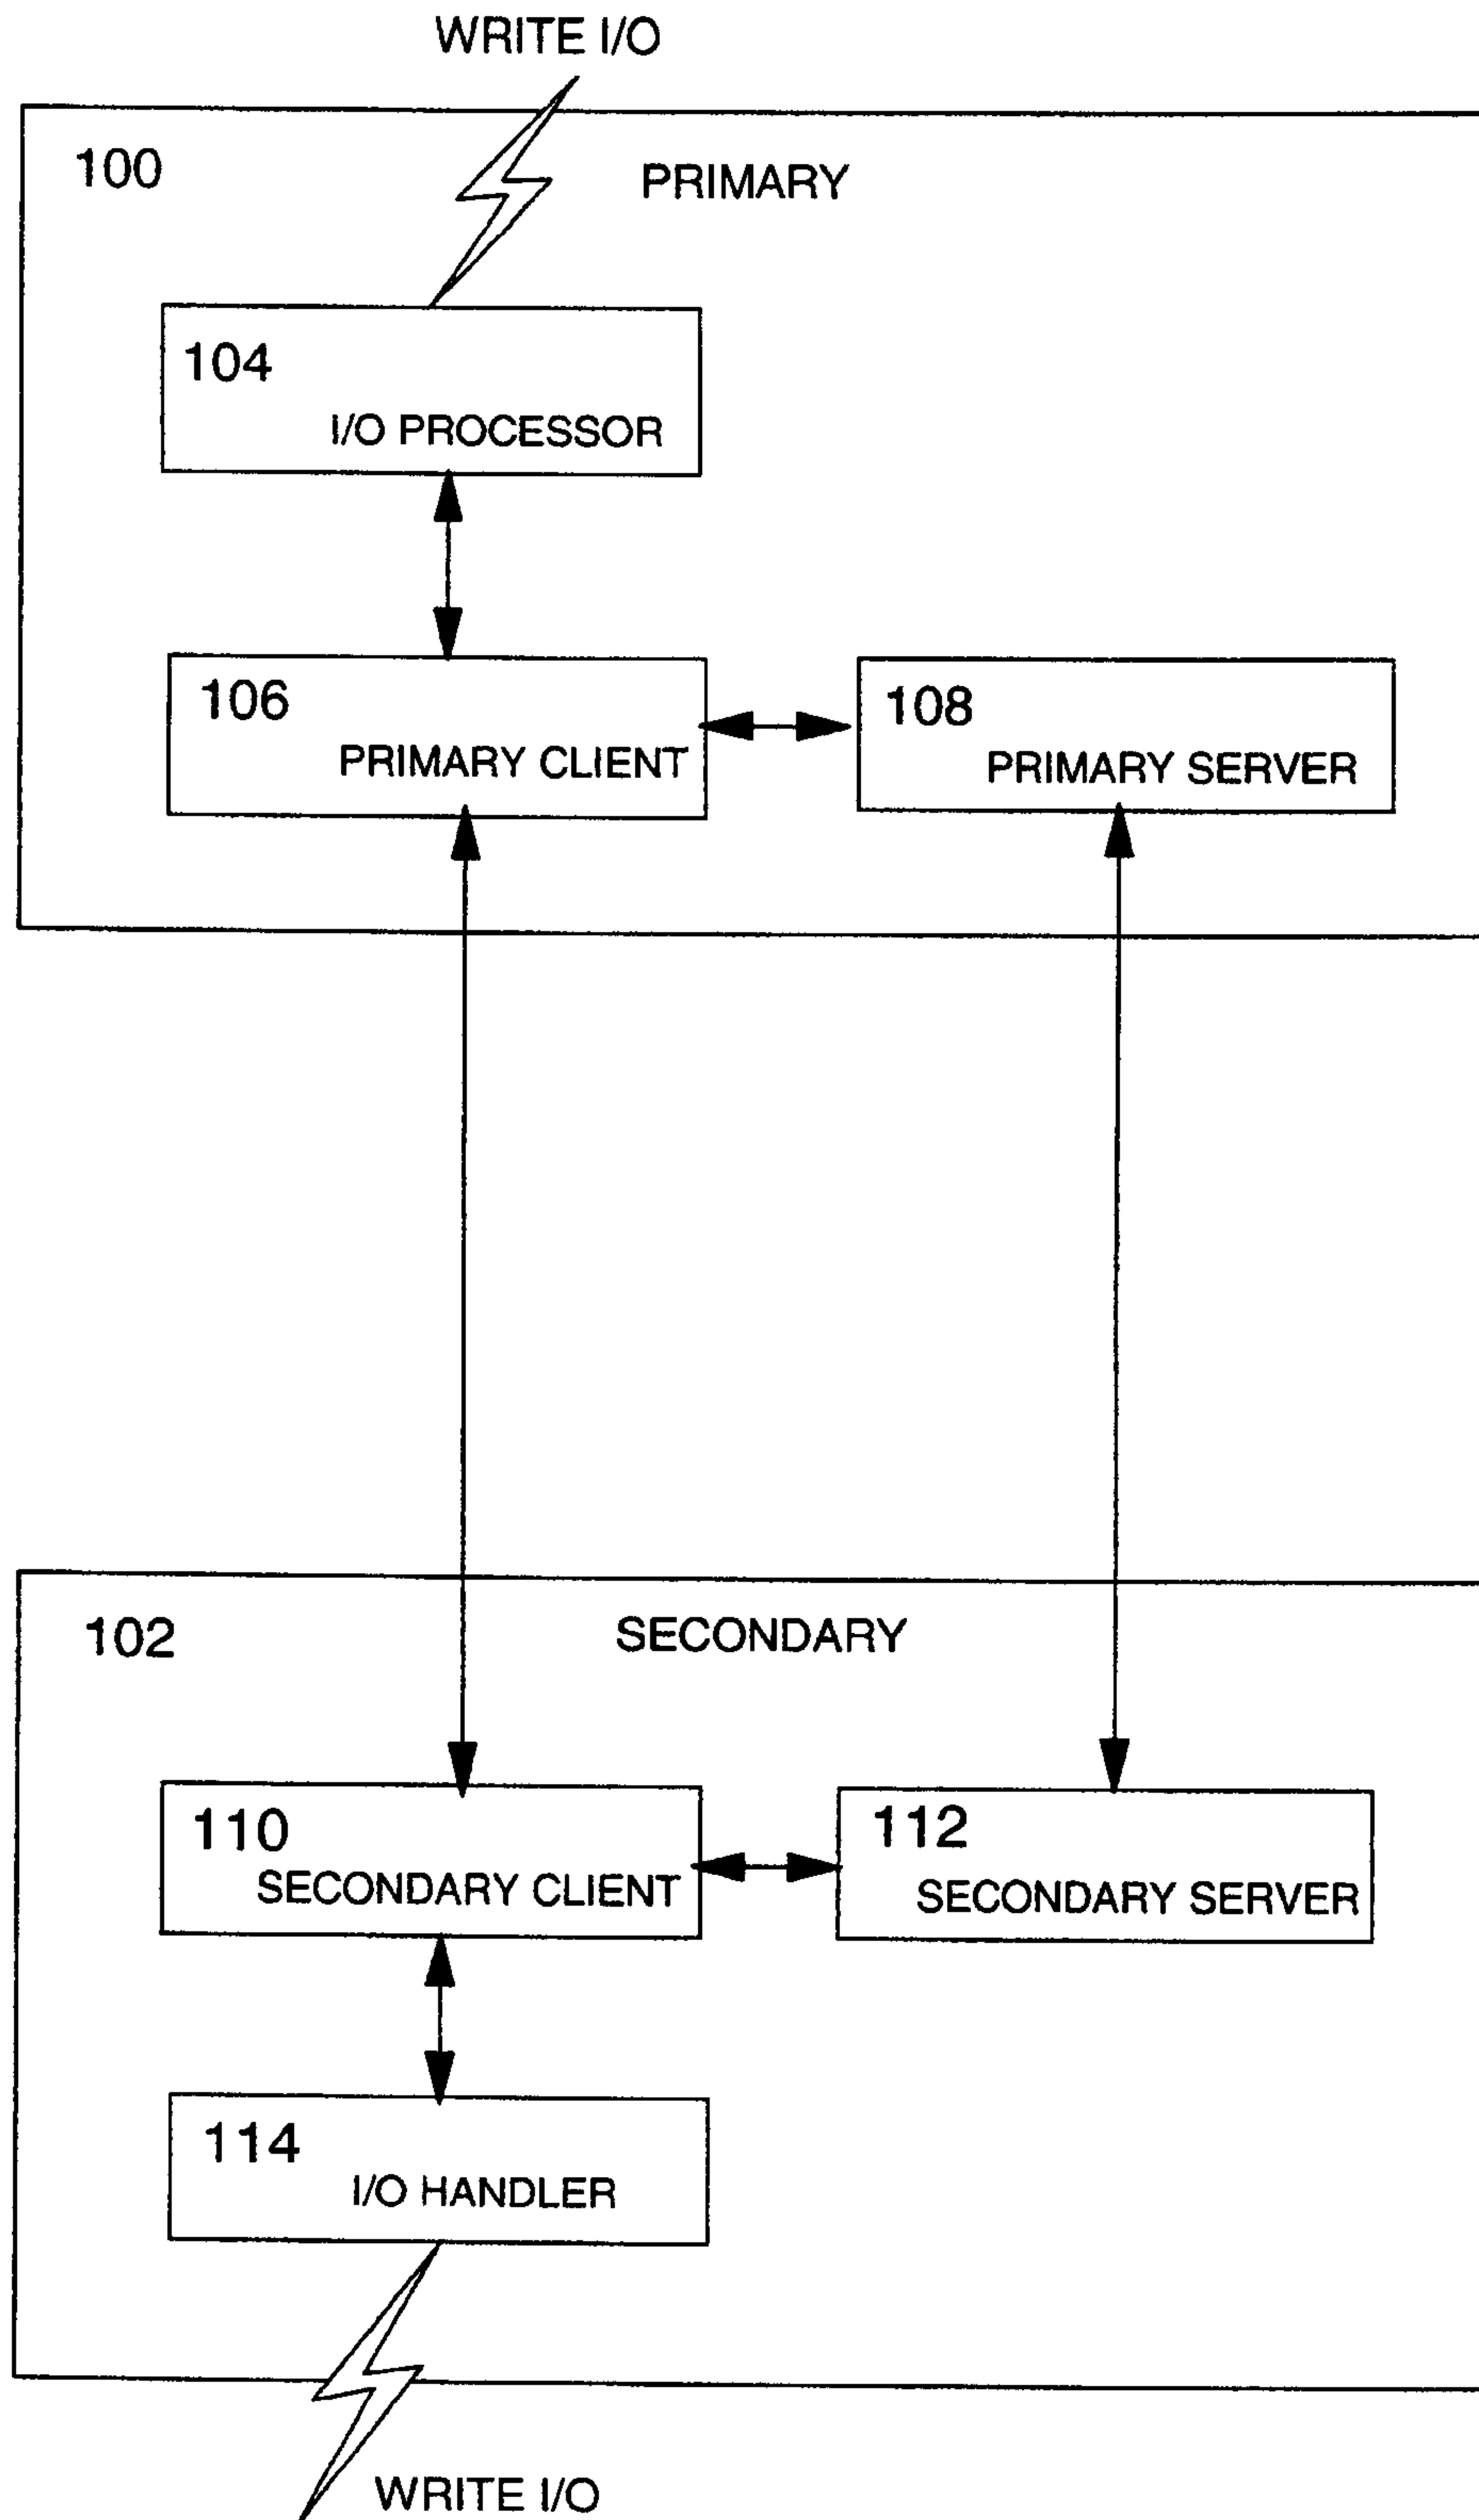 WRITE I/O
100
PRIMARY
104
I/O PROCESSOR
106
PRIMARY CLIENT
108
PRIMARY SERVER
102
SECONDARY
110
SECONDARY CLIENT
112
SECONDARY SERVER
114
I/O HANDLER
WRITE I/O